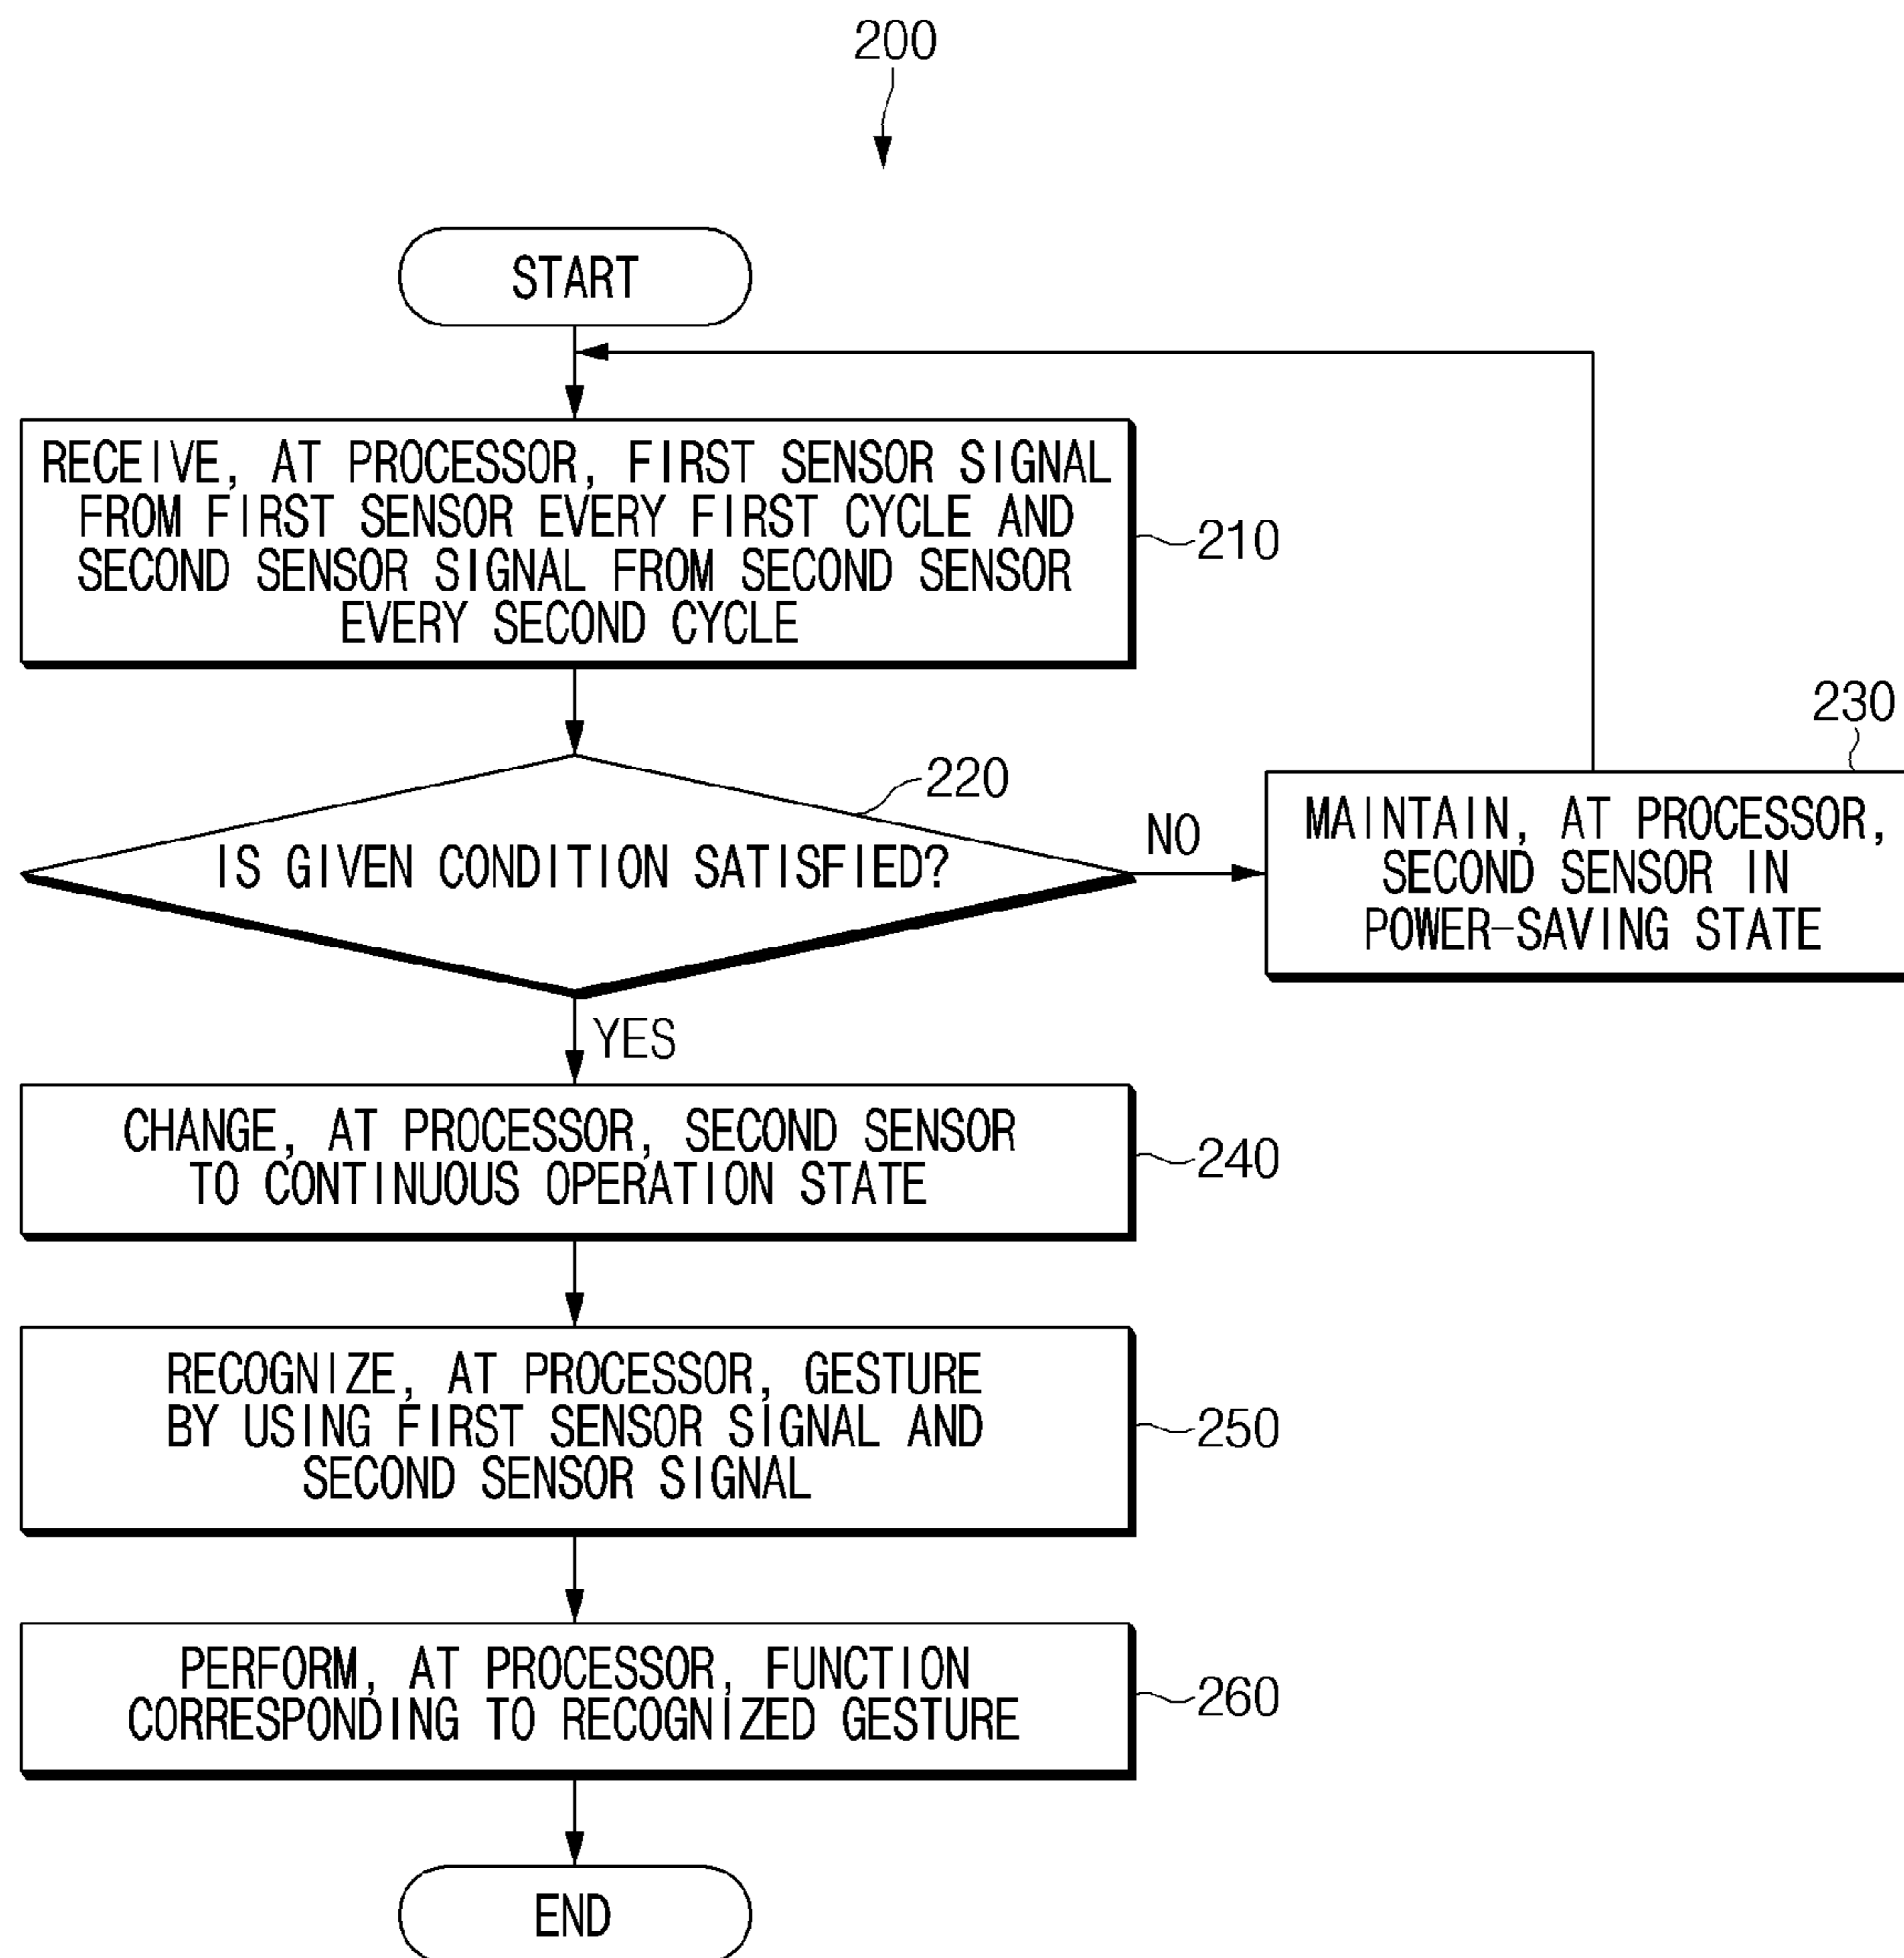 200
START
RECEIVE, AT PROCESSOR, FIRST SENSOR SIGNAL
FROM FIRST SENSOR EVERY FIRST CYCLE AND
SECOND SENSOR SIGNAL FROM SECOND SENSOR
EVERY SECOND CYCLE
210
220
IS GIVEN CONDITION SATISFIED?
NO
230
MAINTAIN, AT PROCESSOR,
SECOND SENSOR IN
POWER-SAVING STATE
YES
CHANGE, AT PROCESSOR, SECOND SENSOR
TO CONTINUOUS OPERATION STATE
240
RECOGNIZE, AT PROCESSOR, GESTURE
BY USING FIRST SENSOR SIGNAL AND
SECOND SENSOR SIGNAL
250
PERFORM, AT PROCESSOR, FUNCTION
CORRESPONDING TO RECOGNIZED GESTURE
260
END